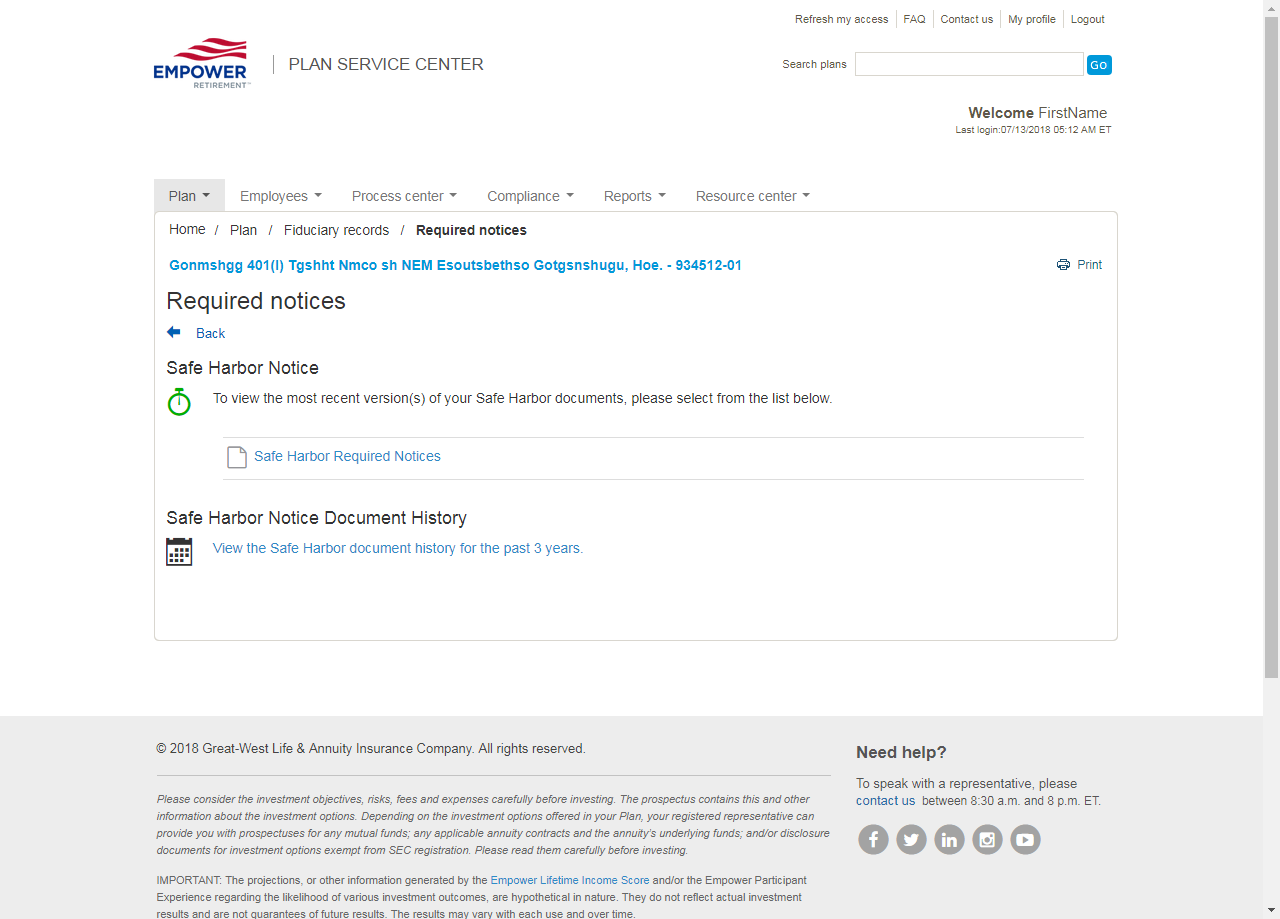 Refresh my access FAQ Contact us My profile Logout
EMPOWER
RETIREMENT™
PLAN SERVICE CENTER
Search plans Go
Welcome FirstName
Last login:07/13/2018 05:12 AM ET
Plan Employees Process center Compliance Reports Resource center
Home / Plan / Fiduciary records / Required notices
Gonmshgg 401(I) Tgshht Nmco sh NEM Esoutsbethso Gotgsnshugu, Hoe. - 934512-01 Print
Required notices
Back
Safe Harbor Notice
To view the most recent version(s) of your Safe Harbor documents, please select from the list below.
Safe Harbor Required Notices
Safe Harbor Notice Document History
View the Safe Harbor document history for the past 3 years.
© 2018 Great-West Life & Annuity Insurance Company. All rights reserved.
Please consider the investment objectives, risks, fees and expenses carefully before investing. The prospectus contains this and other
information about the investment options. Depending on the investment options offered in your Plan, your registered representative can
provide you with prospectuses for any mutual funds; any applicable annuity contracts and the annuity's underlying funds; and/or disclosure
documents for investment options exempt from SEC registration. Please read them carefully before investing.
IMPORTANT: The projections, or other information generated by the Empower Lifetime Income Score and/or the Empower Participant
Experience regarding the likelihood of various investment outcomes, are hypothetical in nature. They do not reflect actual investment
results and are not guarantees of future results. The results may vary with each use and over time.
Need help?
To speak with a representative, please
contact us between 8:30 a.m. and 8 p.m. ET.